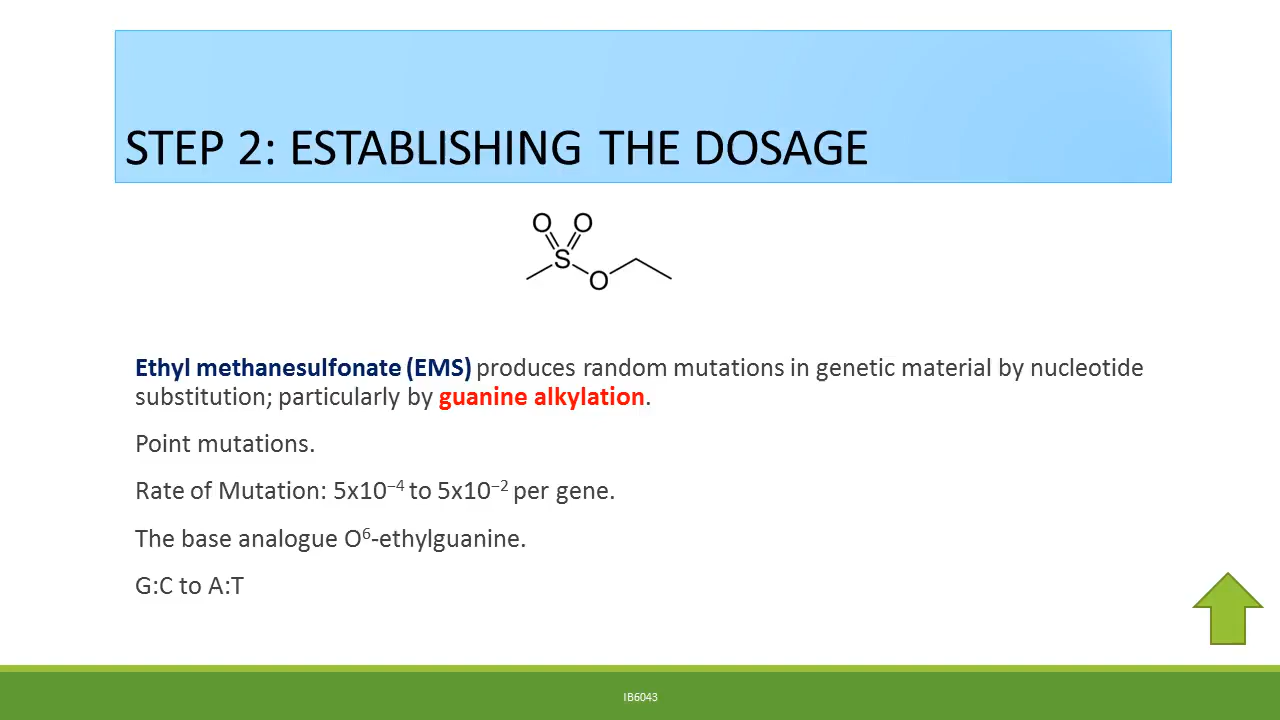 STEP 2: ESTABLISHING THE DOSAGE
O O
S
O
Ethyl methanesulfonate (EMS) produces random mutations in genetic material by nucleotide
substitution; particularly by guanine alkylation.
Point mutations.
Rate of Mutation: 5x10⁻⁴ to 5x10⁻² per gene.
The base analogue O⁶-ethylguanine.
G:C to A:T
IB6043